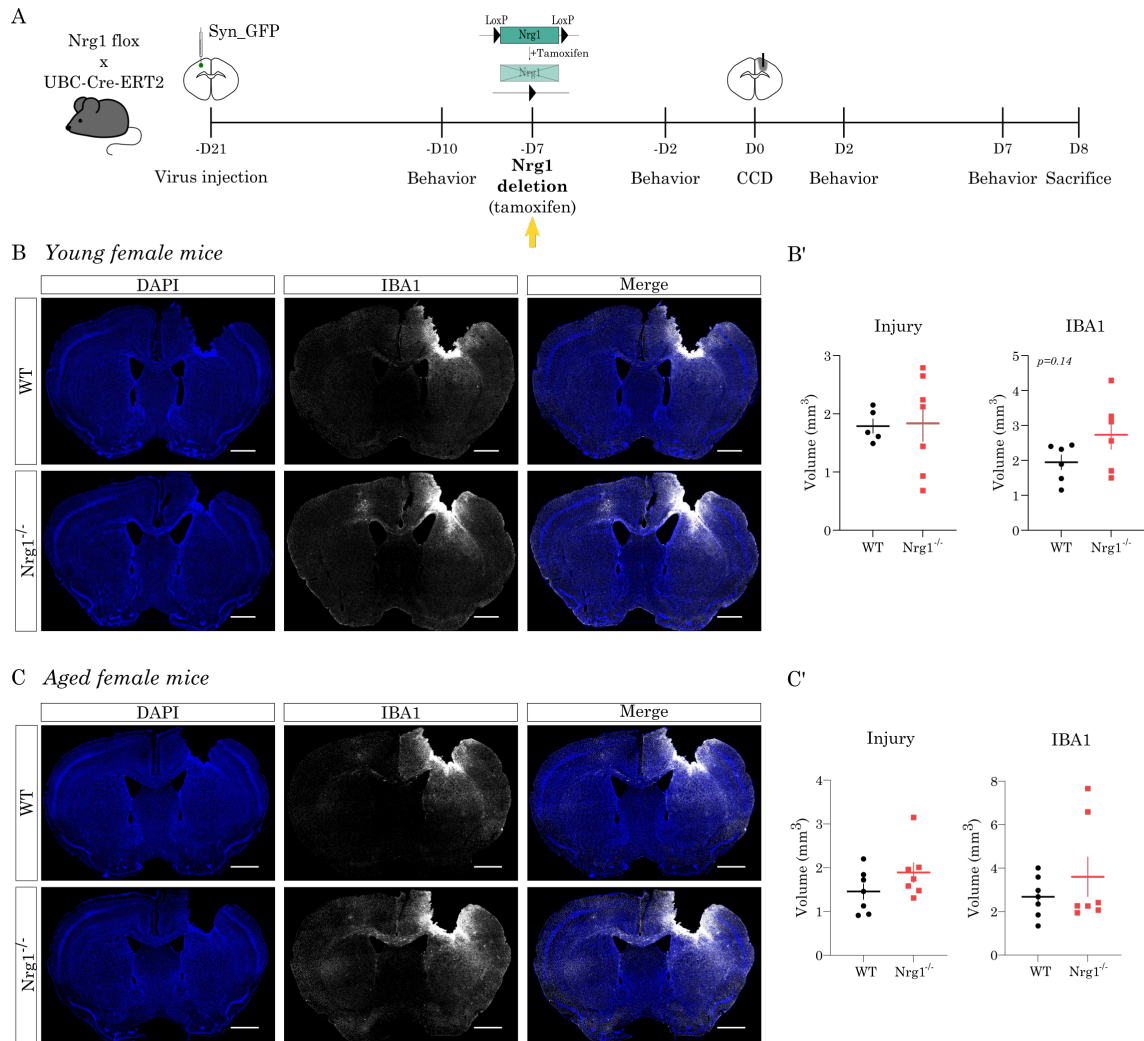 A
Nrg1 flox
x
UBC-Cre-ERT2
Syn_GFP
LoxP LoxP
Nrg1
+Tamoxifen
Nrg1
-D21 -D10 -D7 -D2 D0 D2 D7 D8
Virus injection Behavior Nrg1 Behavior CCD Behavior Behavior Sacrifice
deletion
(tamoxifen)
B Young female mice
DAPI IBA1 Merge
WT
Nrg1-/-
B'
Injury
Volume (mm³)
3
2
1
0
WT Nrg1-/-
IBA1
p=0.14
Volume (mm³)
5
4
3
2
1
0
WT Nrg1-/-
C Aged female mice
DAPI IBA1 Merge
WT
Nrg1-/-
C'
Injury
Volume (mm³)
4
3
2
1
0
WT Nrg1-/-
IBA1
Volume (mm³)
8
6
4
2
0
WT Nrg1-/-